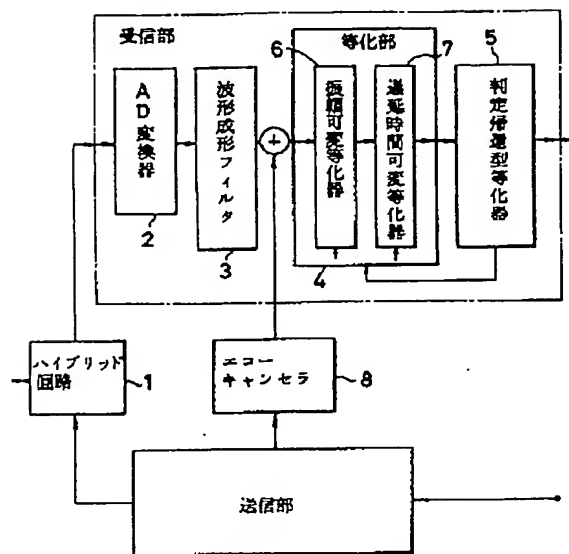 受信部
等化部
6
7
5
AD変換器
2
波形成形フィルタ
3
+
振幅可変等化器
遅延時間可変等化器
4
判定帰還型等化器
ハイブリッド
回路
1
エコー
キャンセラ
8
送信部